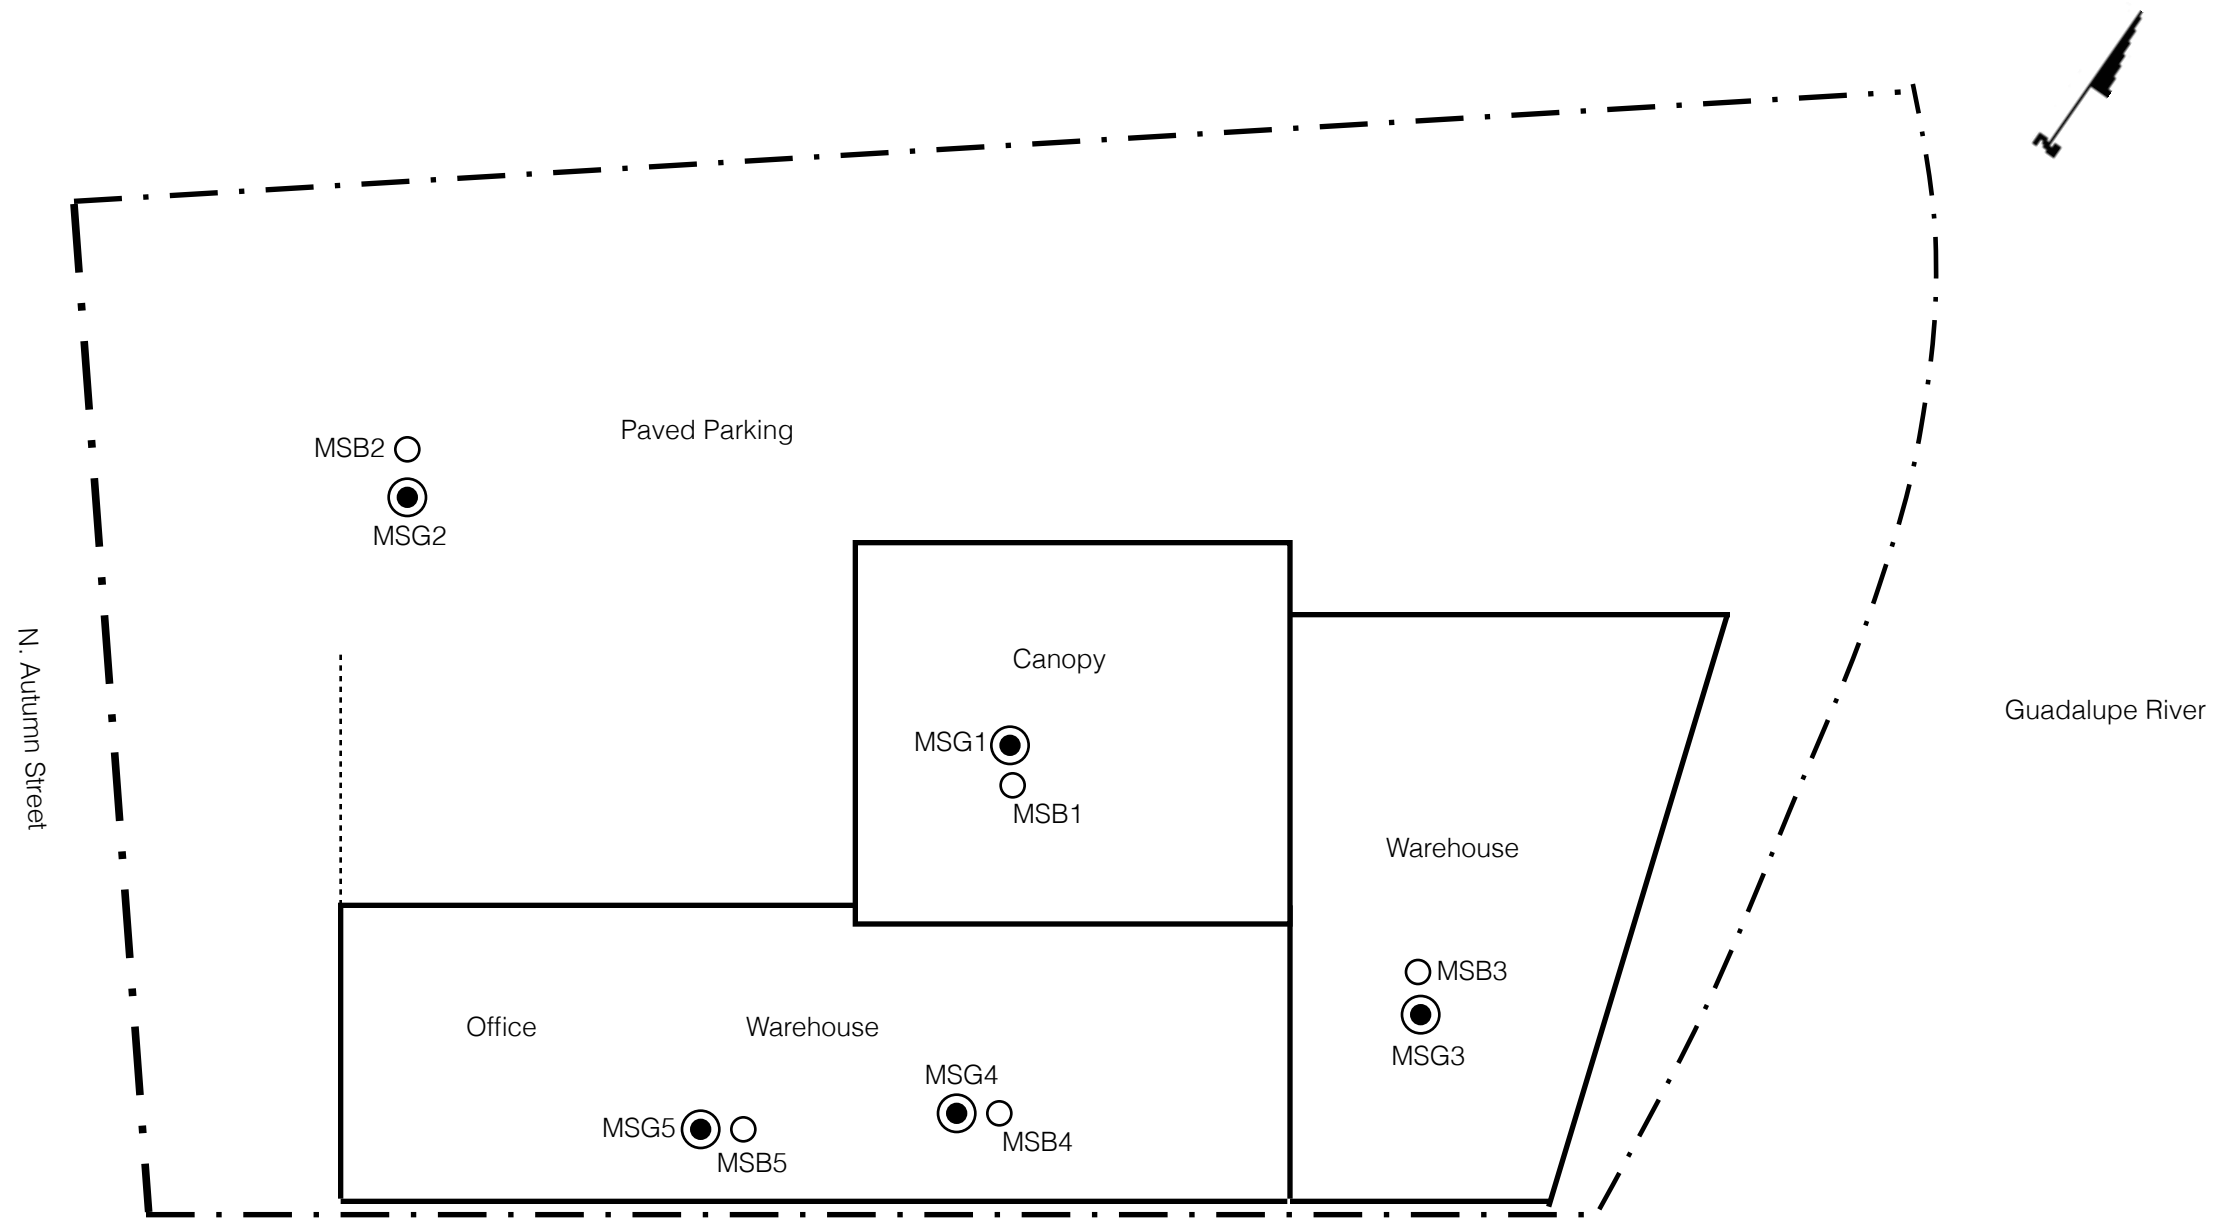 N
MSB2
Paved Parking
MSG2
N. Autumn Street
Canopy
Guadalupe River
MSG1
MSB1
Warehouse
MSB3
Office
Warehouse
MSG3
MSG4
MSG5
MSB4
MSB5